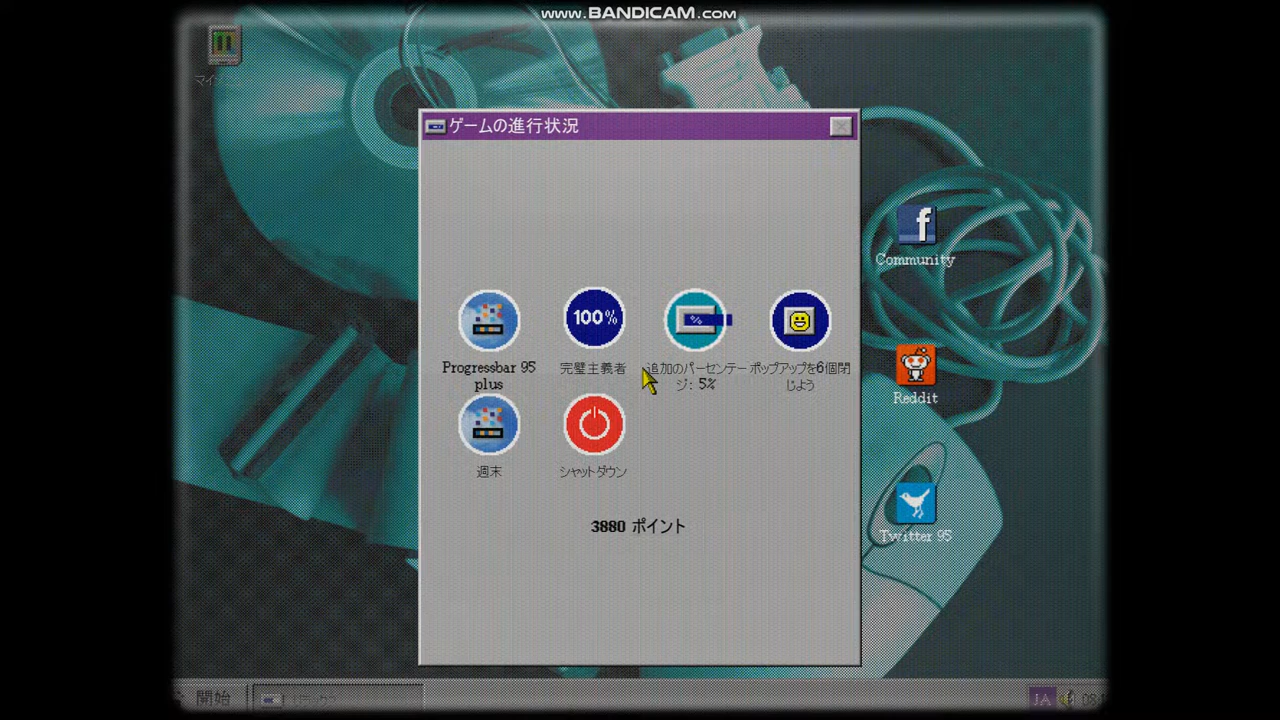 www.BANDICAM.com
ゲームの進行状況
Community
Progressbar 95
plus
100%
完璧主義者
%
追加のパーセンテー
ジ: 5%
ポップアップを6個閉
じよう
Reddit
週末
シャットダウン
3880 ポイント
Twitter 95
開始
JA